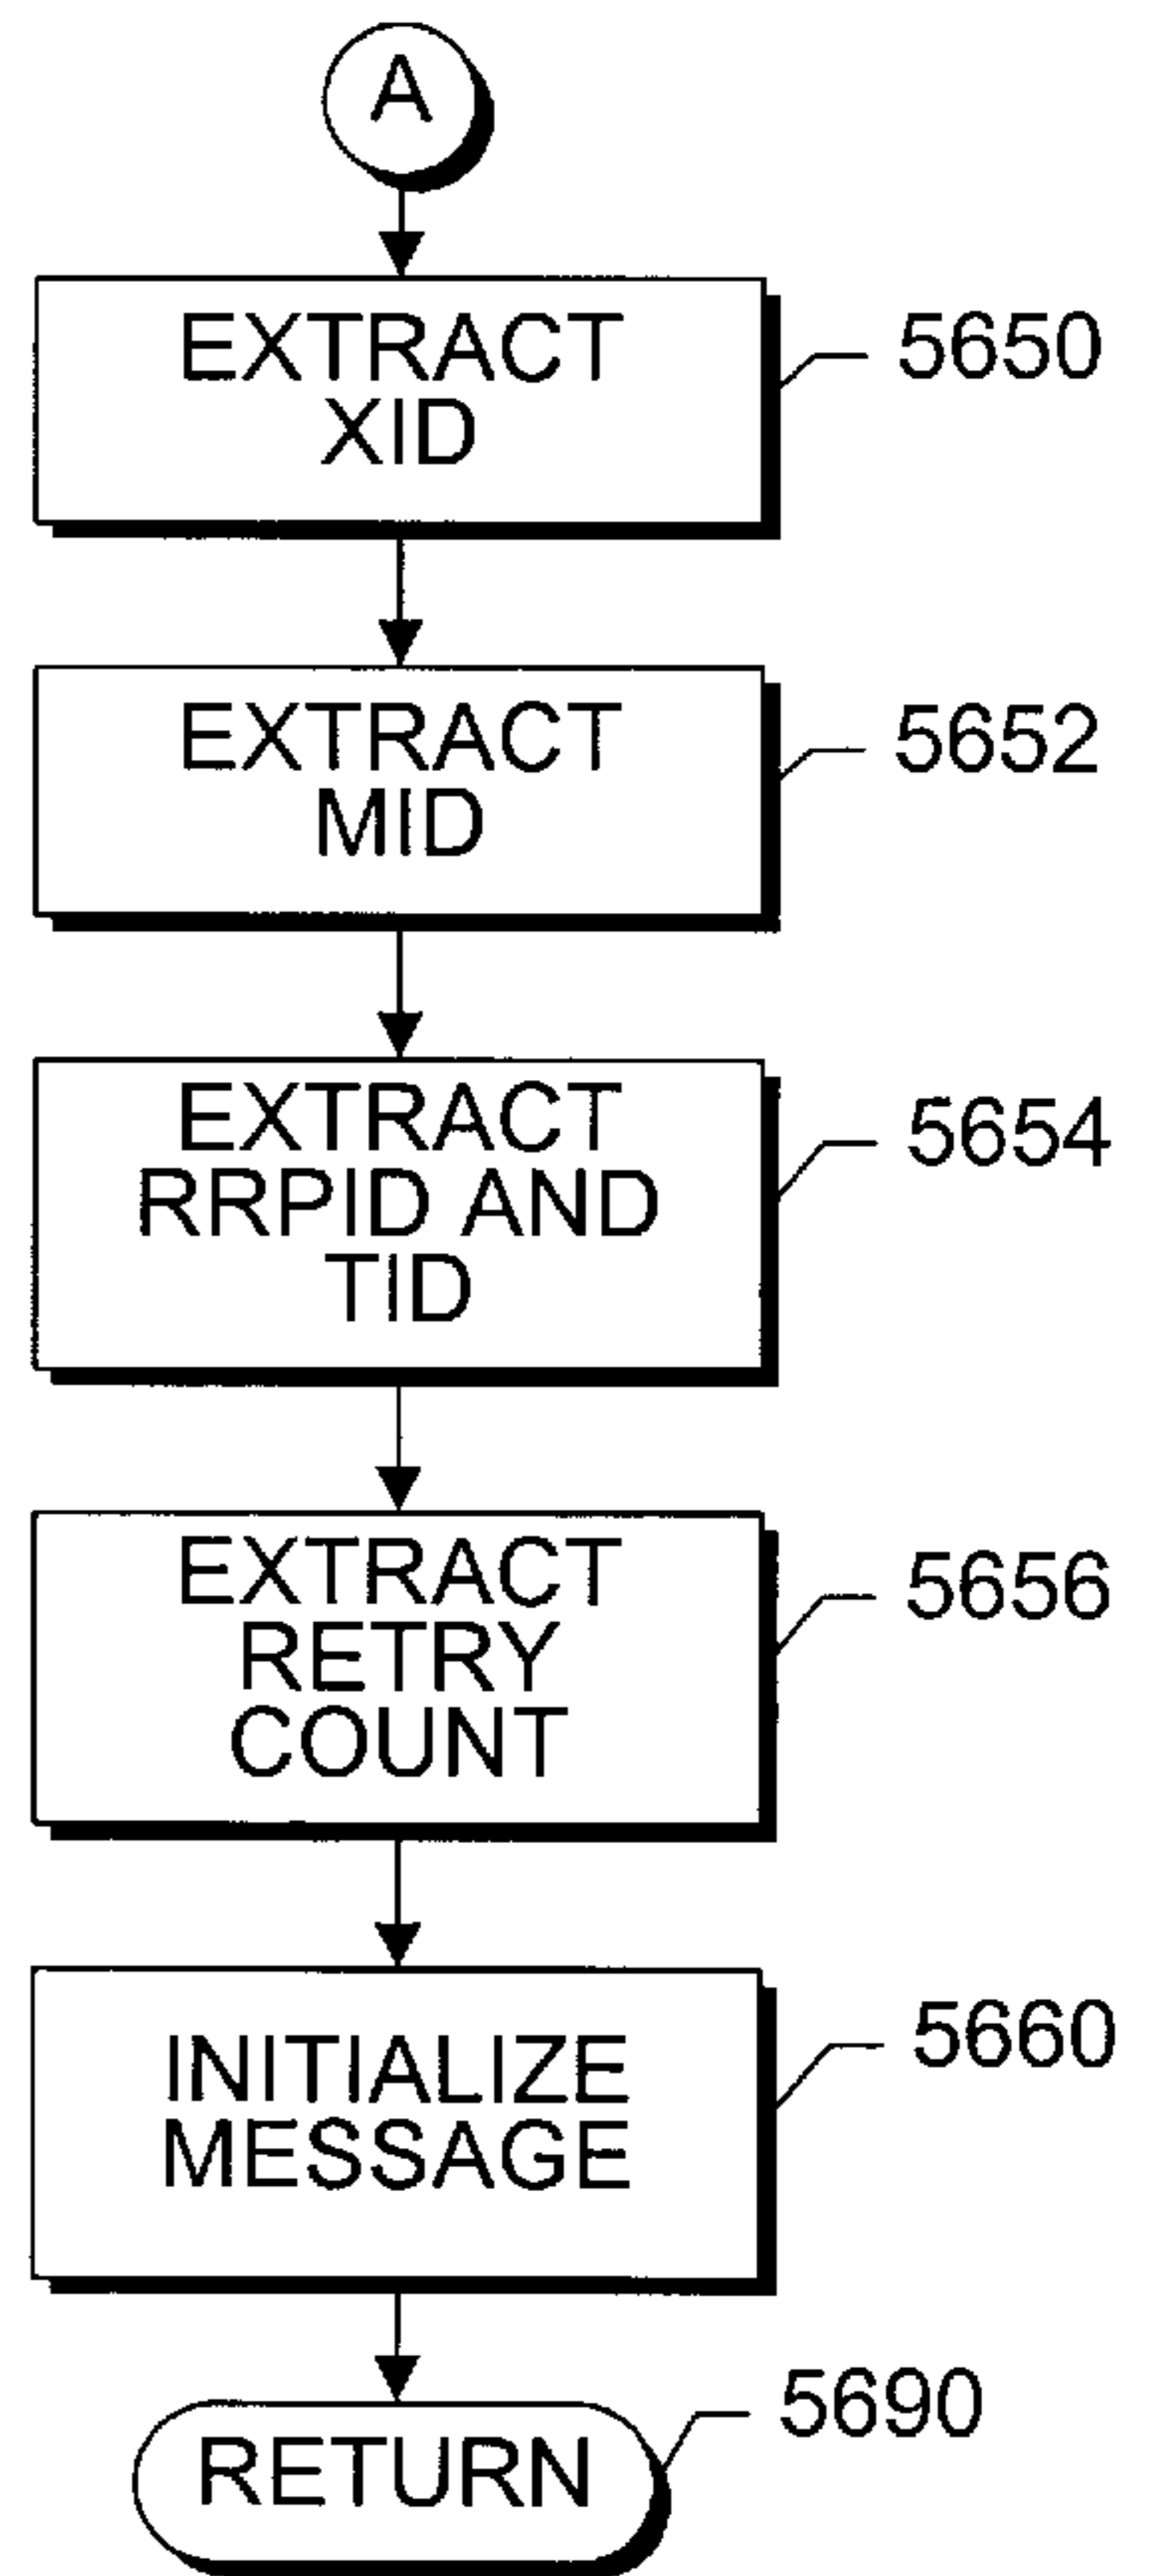 A
EXTRACT
XID
5650
EXTRACT
MID
5652
EXTRACT
RRPID AND
TID
5654
EXTRACT
RETRY
COUNT
5656
INITIALIZE
MESSAGE
5660
RETURN
5690